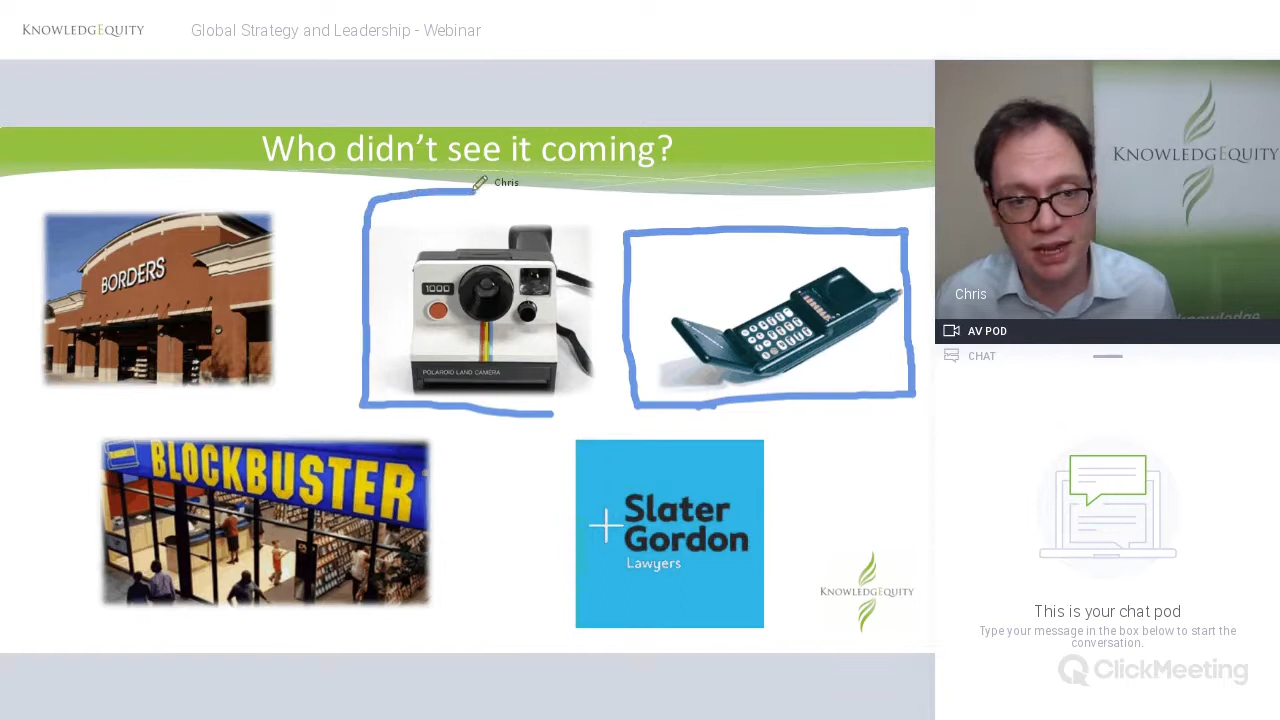 KNOWLEDGEQUITY
Global Strategy and Leadership - Webinar
Who didn't see it coming?
Chris
BORDERS
1000
POLAROID LAND CAMERA
BLOCKBUSTER
Slater
Gordon
Lawyers
KNOWLEDGEQUITY
KNOWLEDGEQUITY
knowledge
Chris
AV POD
CHAT
This is your chat pod
Type your message in the box below to start the
conversation.
ClickMeeting